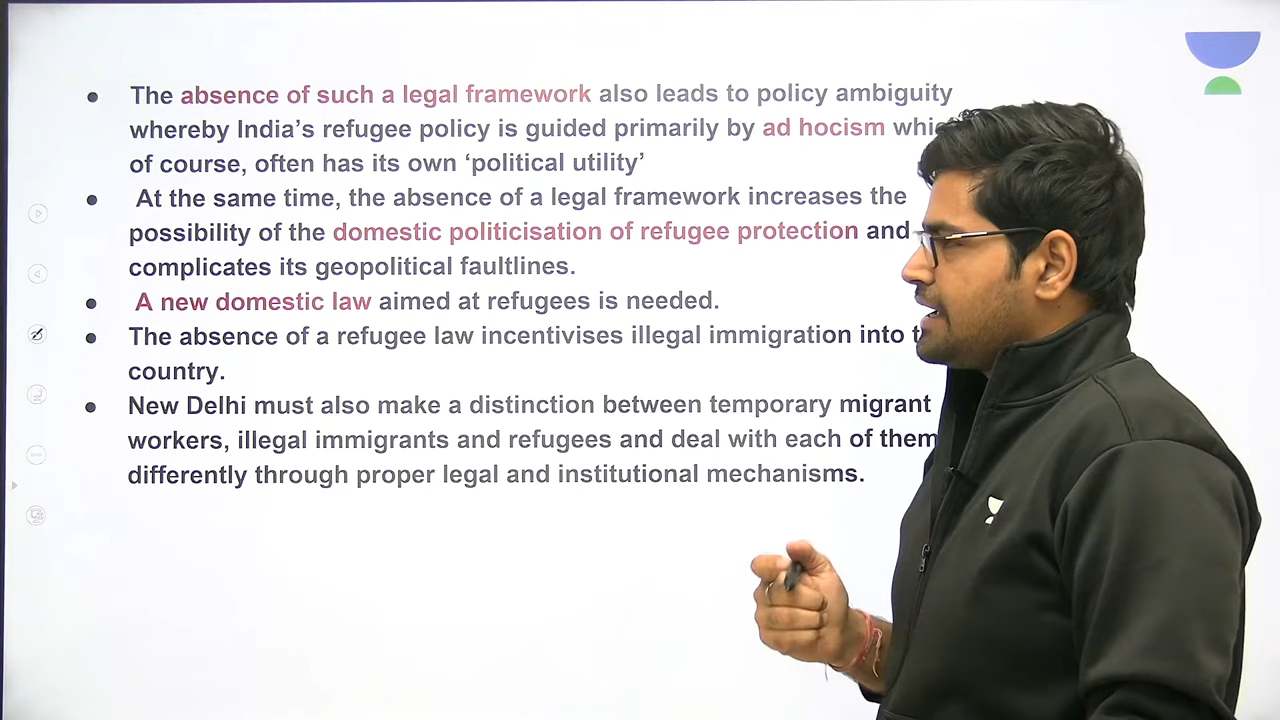 ● The absence of such a legal framework also leads to policy ambiguity
whereby India’s refugee policy is guided primarily by ad hocism
of course, often has its own ‘political utility’
● At the same time, the absence of a legal framework increases the
possibility of the domestic politicisation of refugee protection and
complicates its geopolitical faultlines.
● A new domestic law aimed at refugees is needed.
● The absence of a refugee law incentivises illegal immigration into
country.
● New Delhi must also make a distinction between temporary migrant
workers, illegal immigrants and refugees and deal with each of them
differently through proper legal and institutional mechanisms.